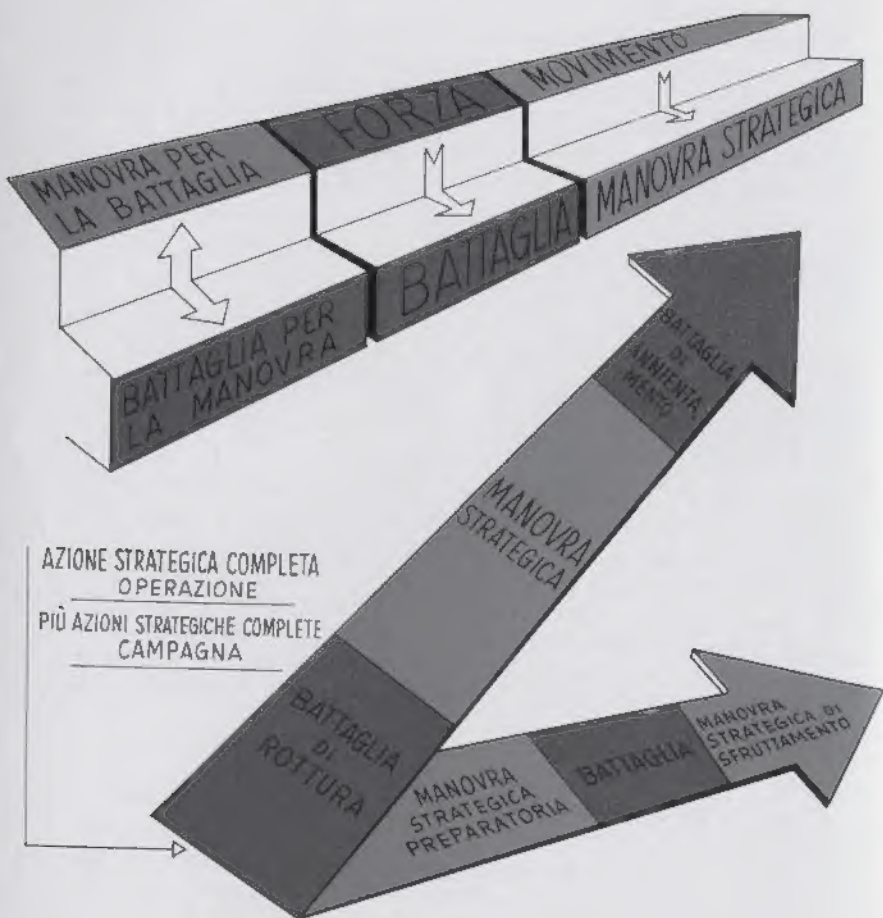 MANOVRA PER
LA BATTAGLIA
FORZA
MOVIMENTO
BATTAGLIA PER
LA MANOVRA
BATTAGLIA
MANOVRA STRATEGICA
AZIONE STRATEGICA COMPLETA
OPERAZIONE
PIÙ AZIONI STRATEGICHE COMPLETE
CAMPAGNA
BATTAGLIA
DI
ANNIENTA
MENTO
MANOVRA
STRATEGICA
BATTAGLIA
DI
ROTTURA
MANOVRA
STRATEGICA
PREPARATORIA
BATTAGLIA
MANOVRA
STRATEGICA DI
SFRUTTAMENTO